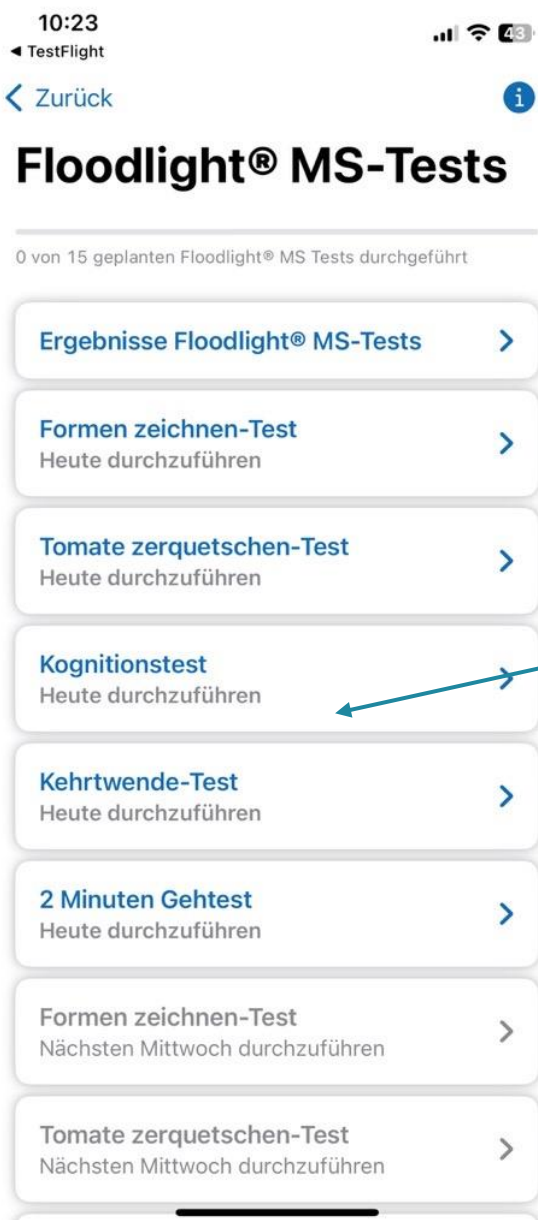 10:23
43
◀ TestFlight
Zurück
Floodlight® MS-Tests
0 von 15 geplanten Floodlight® MS Tests durchgeführt
Ergebnisse Floodlight® MS-Tests
Formen zeichnen-Test
Heute durchzuführen
Tomate zerquetschen-Test
Heute durchzuführen
Kognitionstest
Heute durchzuführen
Kehrtwende-Test
Heute durchzuführen
2 Minuten Gehtest
Heute durchzuführen
Formen zeichnen-Test
Nächsten Mittwoch durchzuführen
Tomate zerquetschen-Test
Nächsten Mittwoch durchzuführen